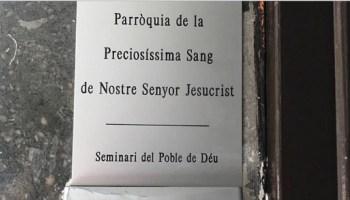 Parròquia de la
Preciosíssima Sang
de Nostre Senyor Jesucrist
Seminari del Poble de Déu